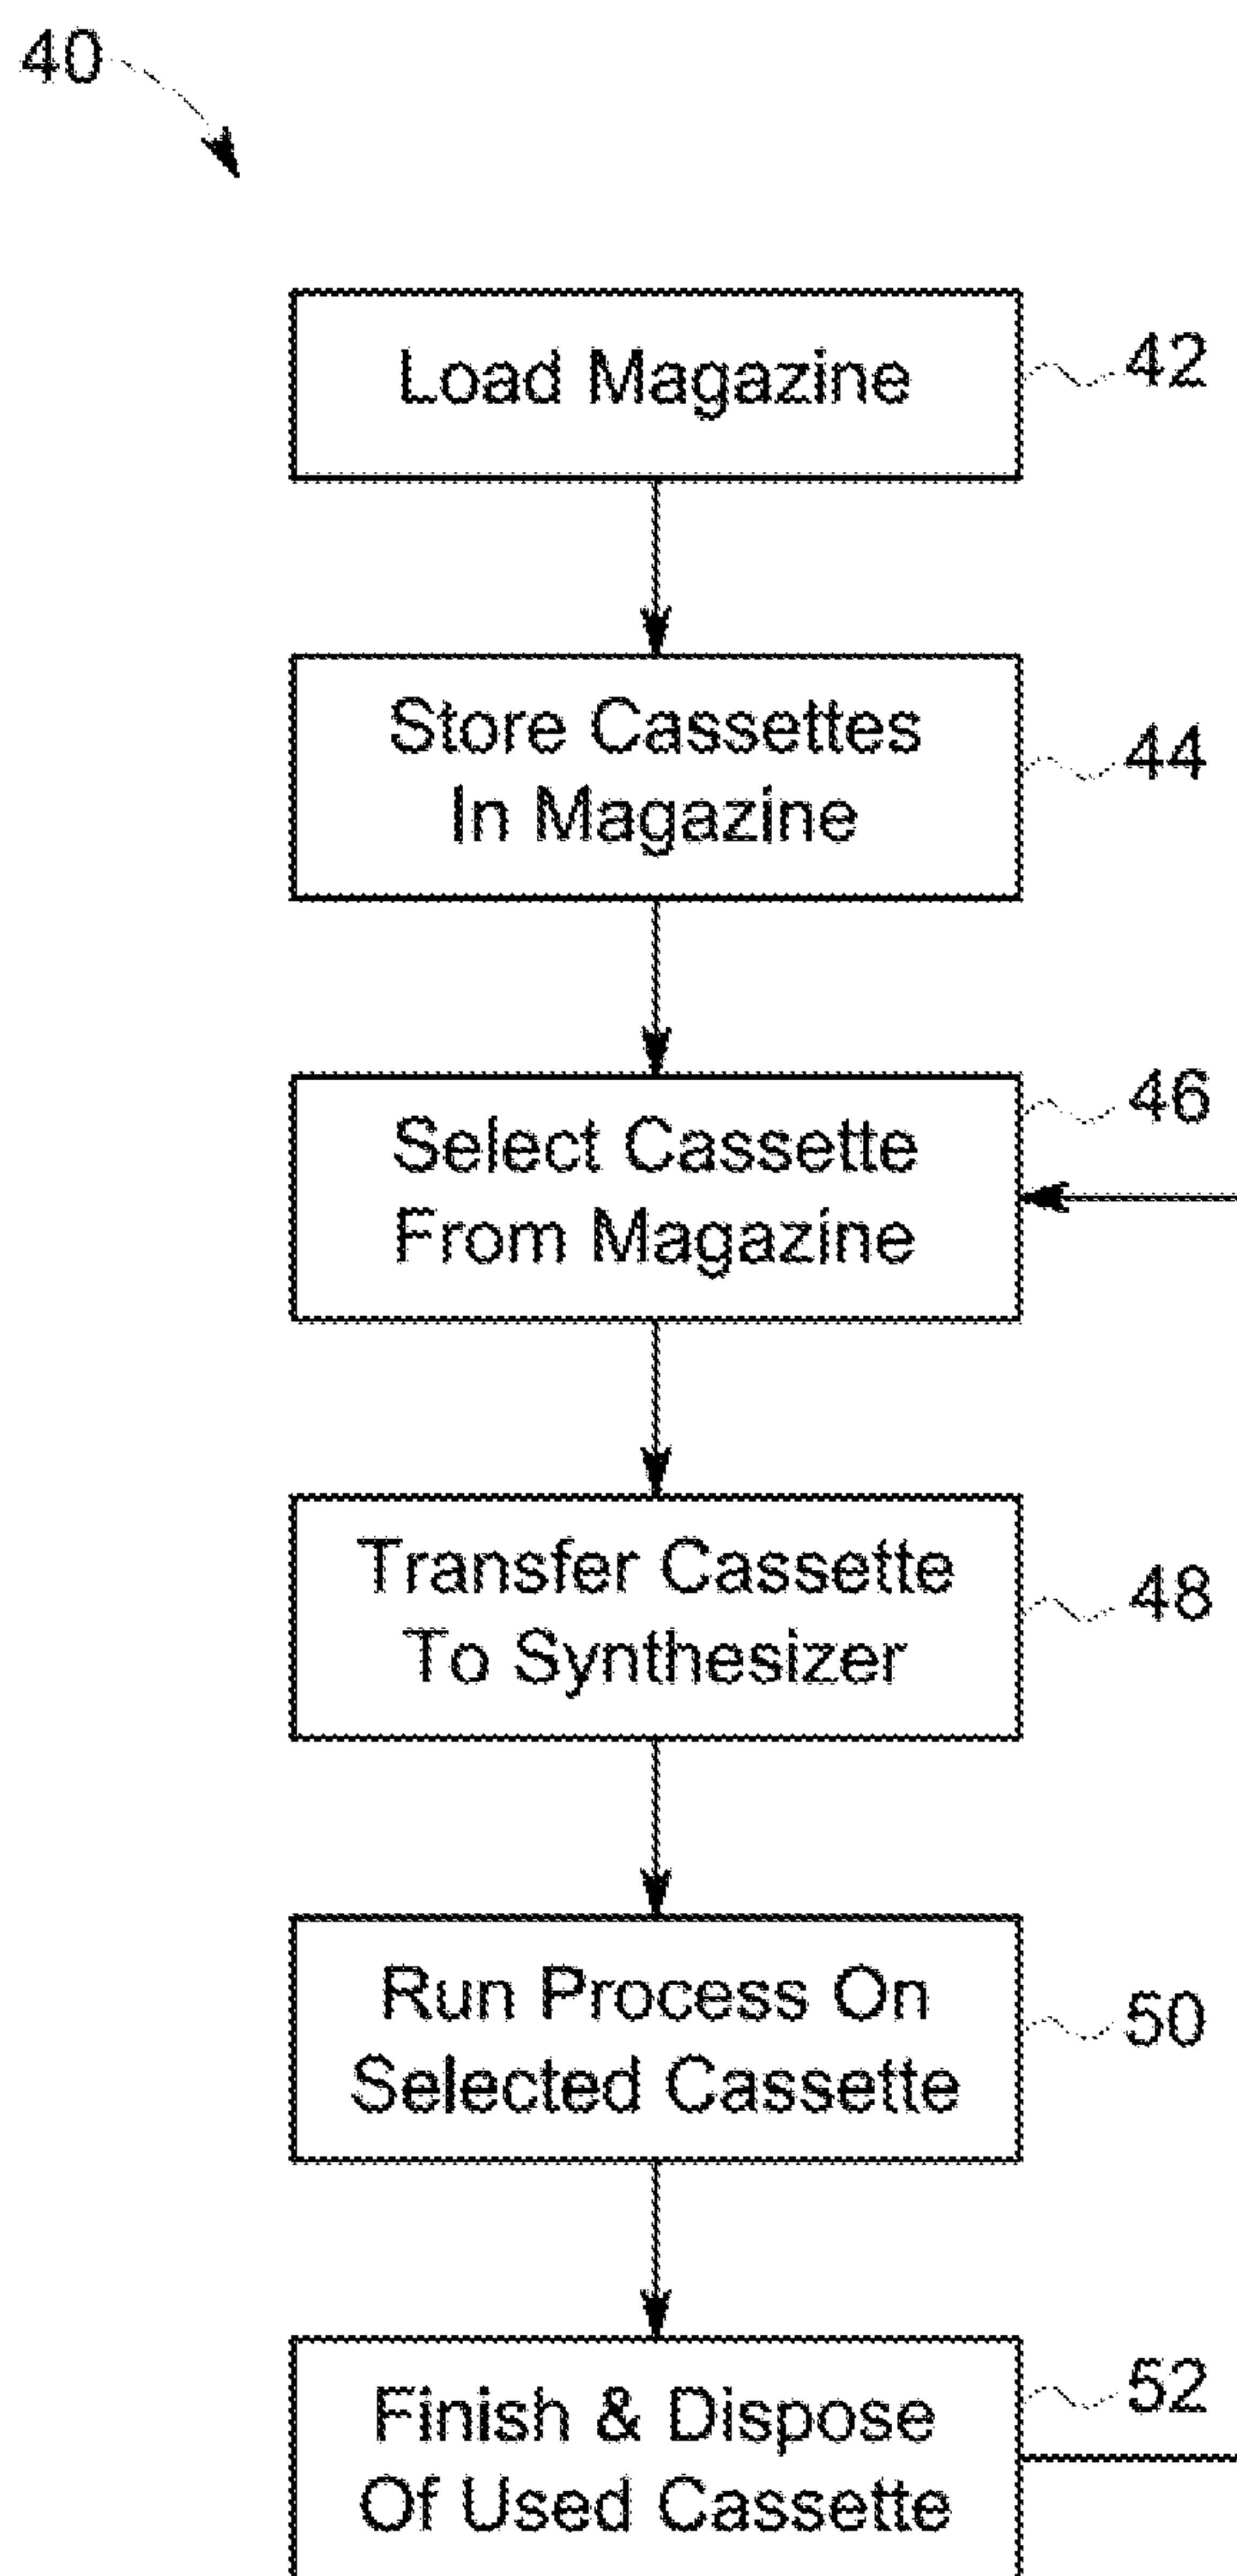 40
Load Magazine
42
Store Cassettes
In Magazine
44
Select Cassette
From Magazine
46
Transfer Cassette
To Synthesizer
48
Run Process On
Selected Cassette
50
Finish & Dispose
Of Used Cassette
52